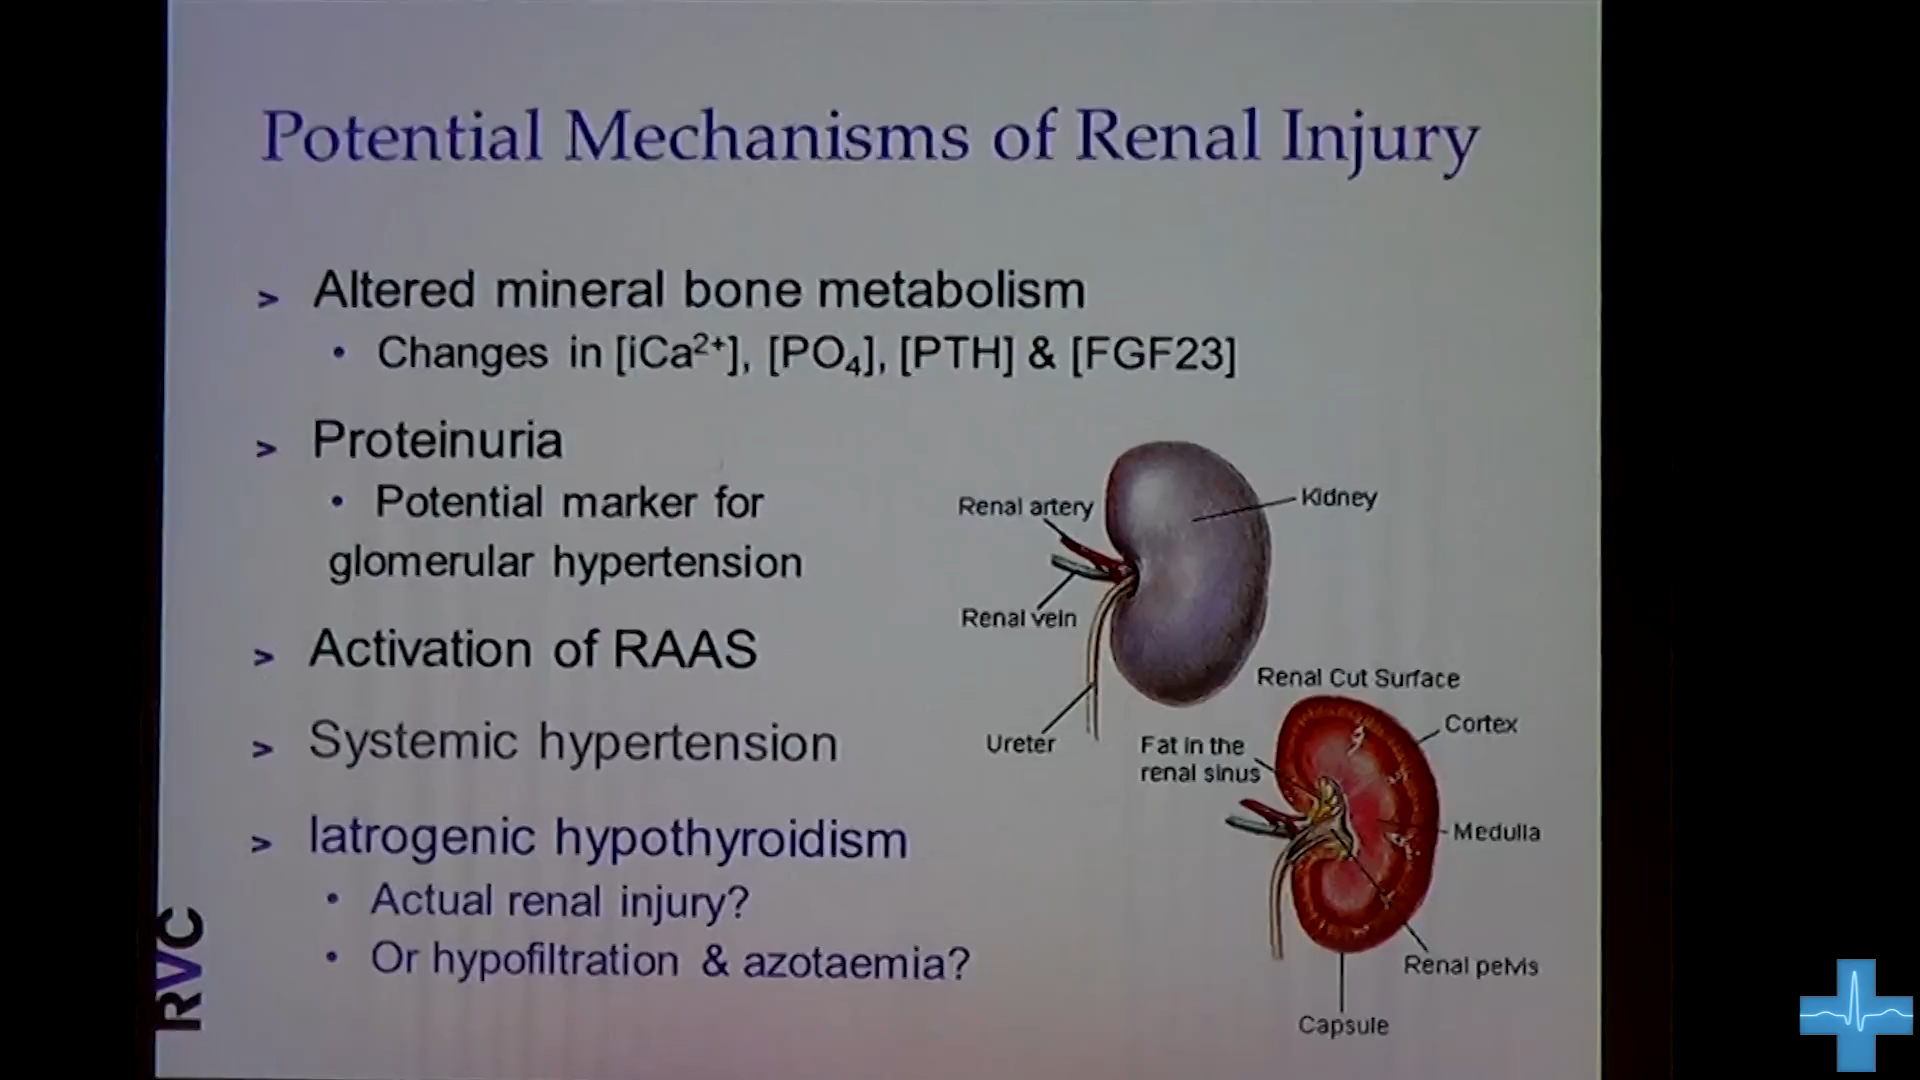 Potential Mechanisms of Renal Injury
> Altered mineral bone metabolism
• Changes in [iCa²⁺], [PO₄], [PTH] & [FGF23]
> Proteinuria
• Potential marker for
glomerular hypertension
> Activation of RAAS
> Systemic hypertension
> Iatrogenic hypothyroidism
• Actual renal injury?
• Or hypofiltration & azotaemia?
Renal artery
Kidney
Renal vein
Ureter
Renal Cut Surface
Cortex
Fat in the
renal sinus
Medulla
Renal pelvis
Capsule
RVC